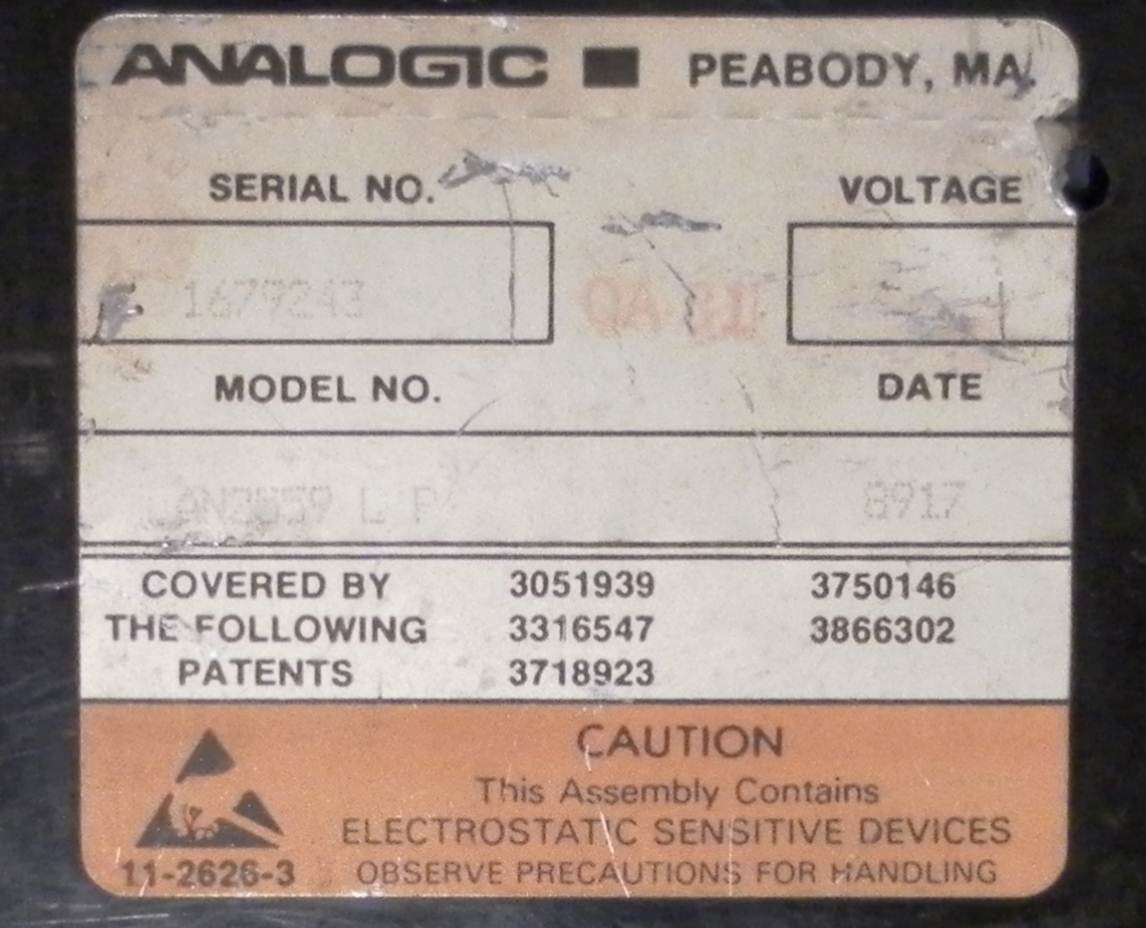 ANALOGIC ■ PEABODY, MA.
SERIAL NO. VOLTAGE
1679243
MODEL NO. DATE
L P 8917
COVERED BY 3051939 3750146
THE FOLLOWING 3316547 3866302
PATENTS 3718923
CAUTION
This Assembly Contains
ELECTROSTATIC SENSITIVE DEVICES
11-2626-3 OBSERVE PRECAUTIONS FOR HANDLING